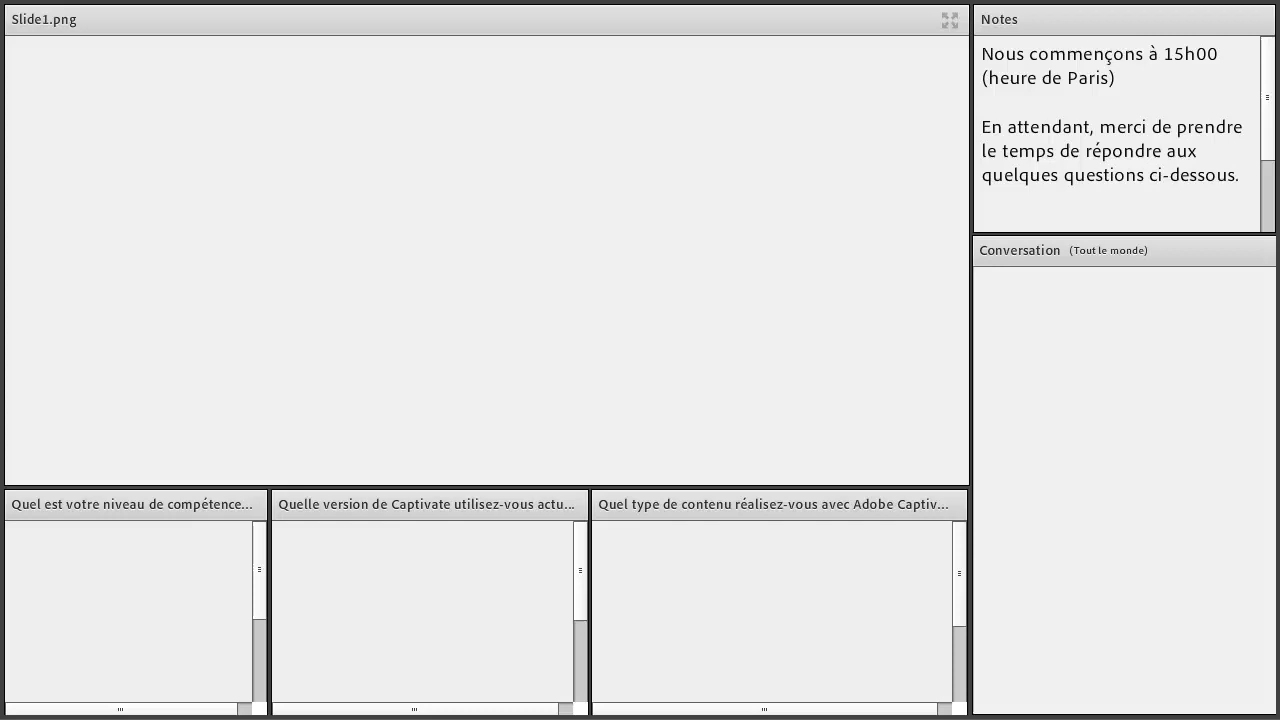 Slide1.png
Notes
Nous commençons à 15h00
(heure de Paris)
En attendant, merci de prendre
le temps de répondre aux
quelques questions ci-dessous.
Conversation (Tout le monde)
Quel est votre niveau de compétence...
Quelle version de Captivate utilisez-vous actu...
Quel type de contenu réalisez-vous avec Adobe Captiv...